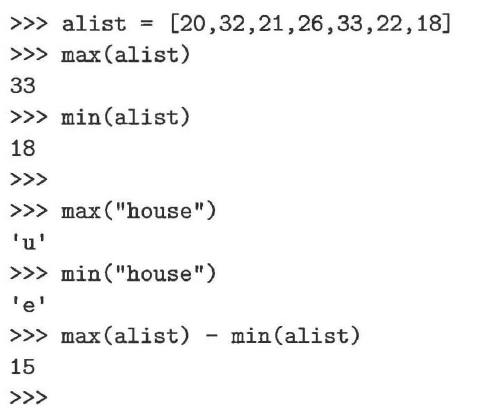 >>> alist = [20,32,21,26,33,22,18]
>>> max(alist)
33
>>> min(alist)
18
>>>
>>> max("house")
'u'
>>> min("house")
'e'
>>> max(alist) - min(alist)
15
>>>